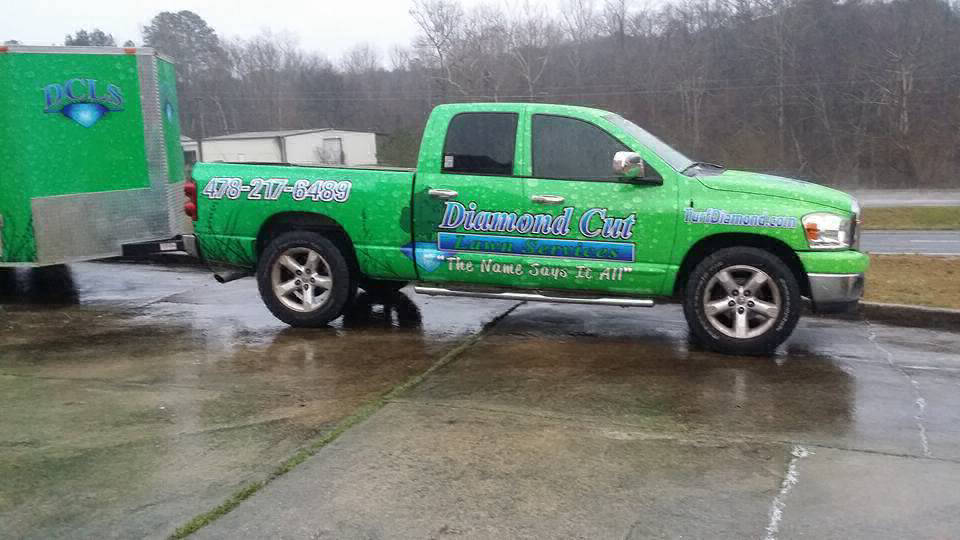 DCLS
478-217-6489
Diamond Cut
Lawn Services
"The Name Says It All"
TurfDiamond.com